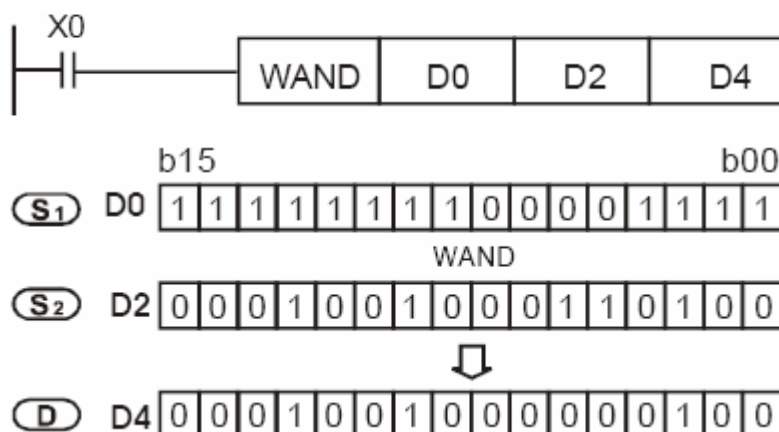 X0
WAND D0 D2 D4
b15 b00
S1 D0 1 1 1 1 1 1 1 1 0 0 0 0 1 1 1 1
WAND
S2 D2 0 0 0 1 0 0 1 0 0 0 1 1 0 1 0 0
D D4 0 0 0 1 0 0 1 0 0 0 0 0 0 1 0 0